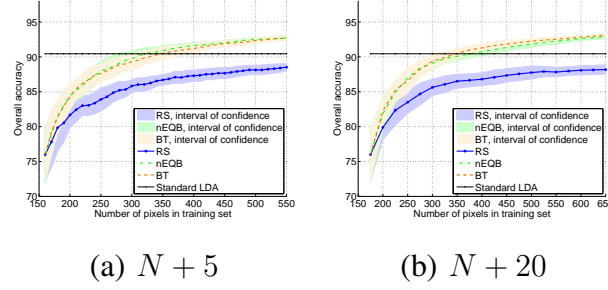 95
90
85
80
75
70
Overall accuracy
RS, interval of confidence
nEQB, interval of confidence
BT, interval of confidence
RS
nEQB
BT
Standard LDA
150 200 250 300 350 400 450 500 550
Number of pixels in training set
(a) N + 5
95
90
85
80
75
70
Overall accuracy
RS, interval of confidence
nEQB, interval of confidence
BT, interval of confidence
RS
nEQB
BT
Standard LDA
200 250 300 350 400 450 500 550 600 65
Number of pixels in training set
(b) N + 20